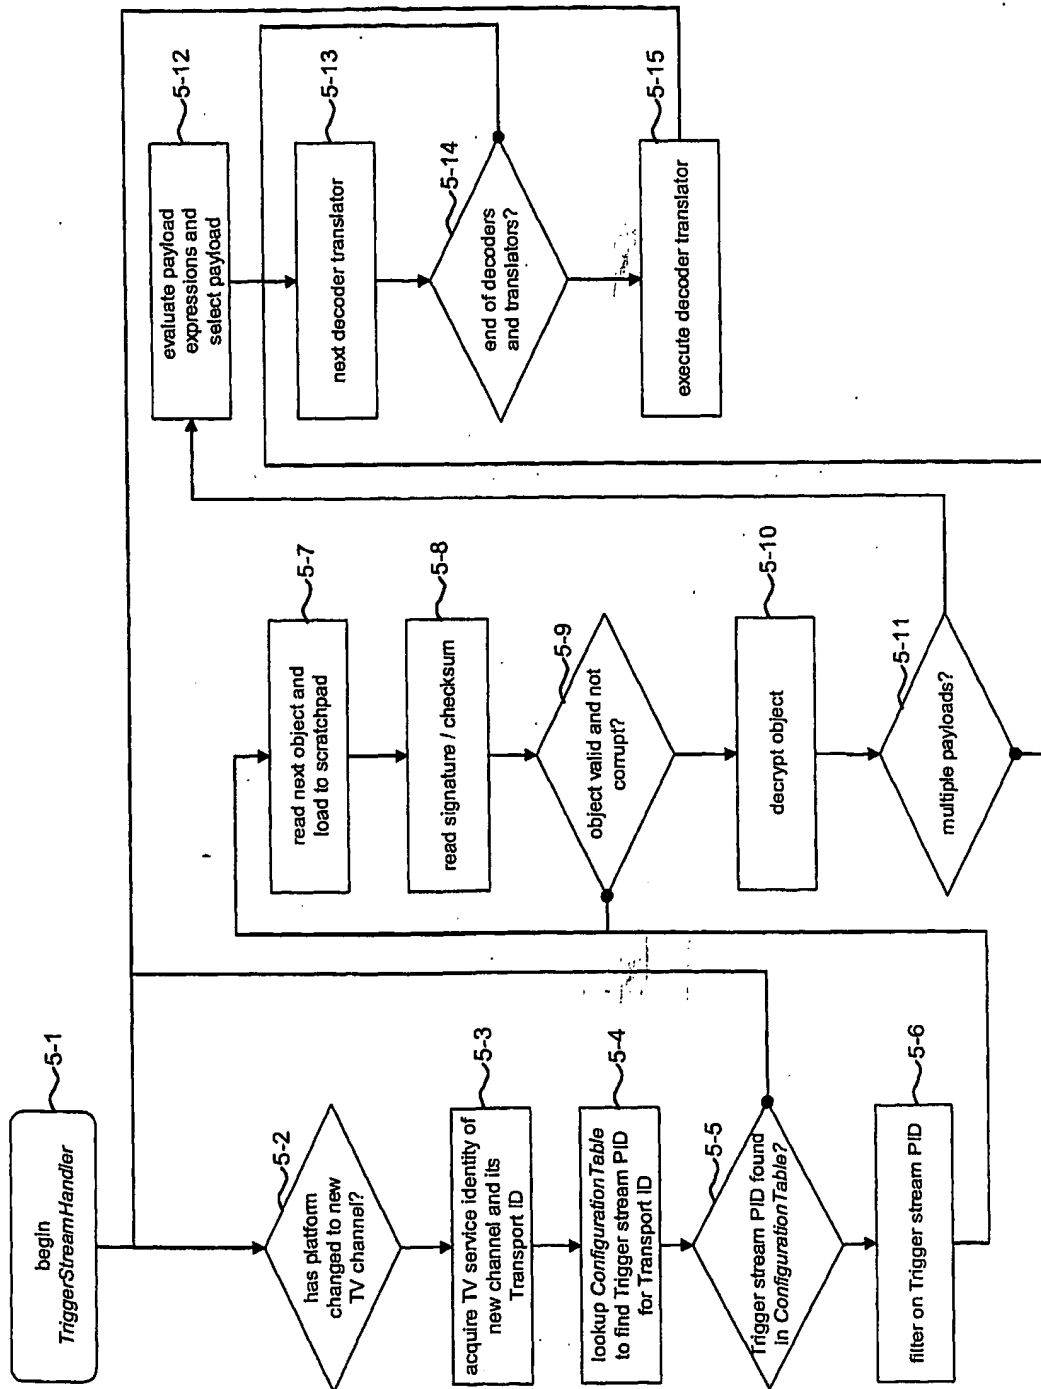 begin
TriggerStreamHandler
5-1
has platform
changed to new
TV channel?
5-2
acquire TV service identity of
new channel and its
Transport ID
5-3
lookup ConfigurationTable
to find Trigger stream PID
for Transport ID
5-4
Trigger stream PID found
in ConfigurationTable?
5-5
filter on Trigger stream PID
5-6
read next object and
load to scratchpad
5-7
read signature / checksum
5-8
object valid and not
corrupt?
5-9
decrypt object
5-10
multiple payloads?
5-11
evaluate payload
expressions and
select payload
5-12
next decoder translator
5-13
end of decoders
and translators?
5-14
execute decoder translator
5-15